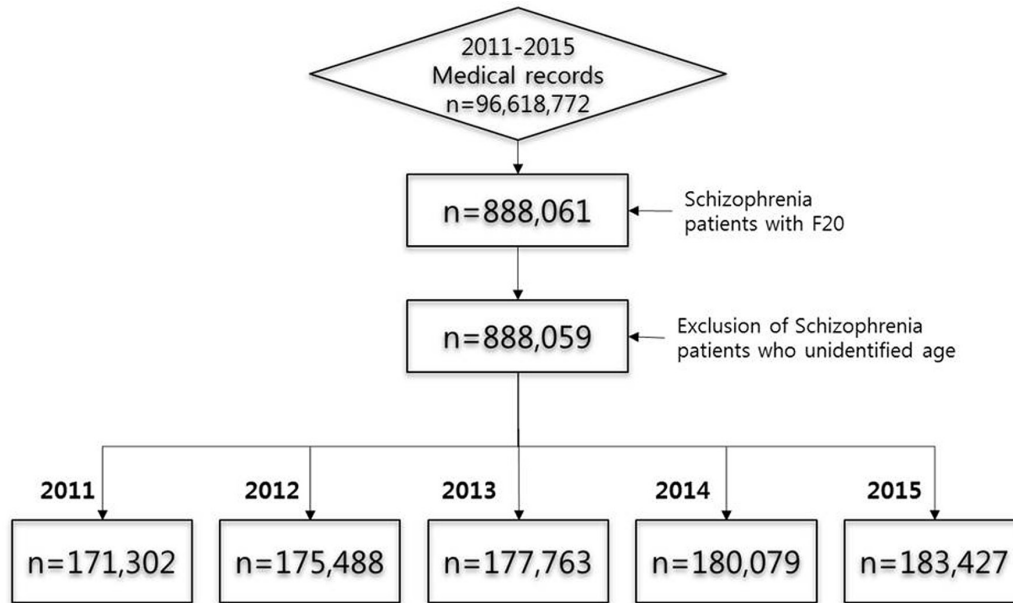 2011-2015
Medical records
n=96,618,772
n=888,061
Schizophrenia
patients with F20
n=888,059
Exclusion of Schizophrenia
patients who unidentified age
2011
2012
2013
2014
2015
n=171,302
n=175,488
n=177,763
n=180,079
n=183,427